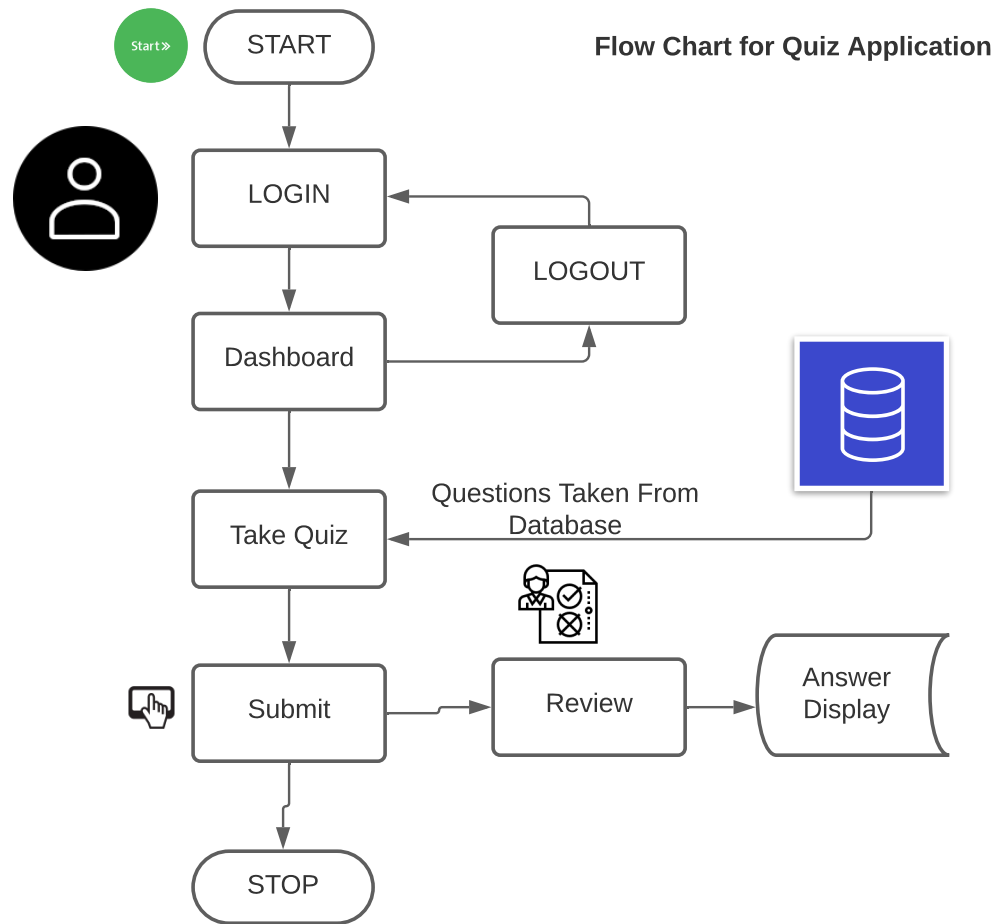 Start»
START
Flow Chart for Quiz Application
LOGIN
LOGOUT
Dashboard
Questions Taken From
Database
Take Quiz
Submit
Review
Answer
Display
STOP